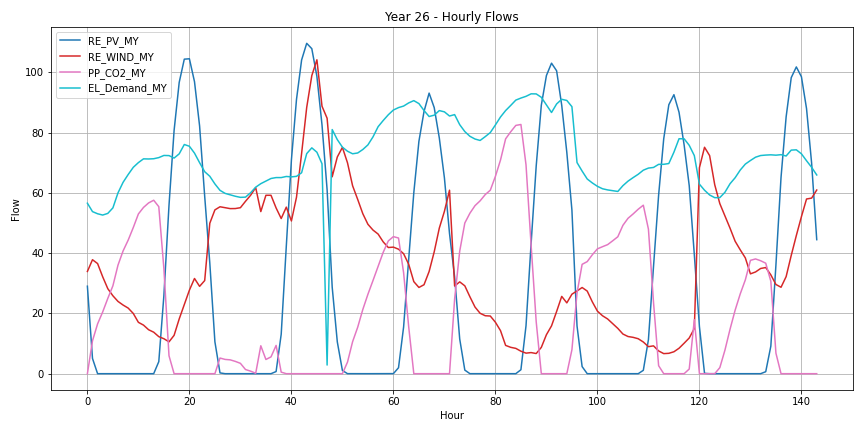 Year 26 - Hourly Flows
RE_PV_MY
RE_WIND_MY
PP_CO2_MY
EL_Demand_MY
Flow
100
80
60
40
20
0
0 20 40 60 80 100 120 140
Hour